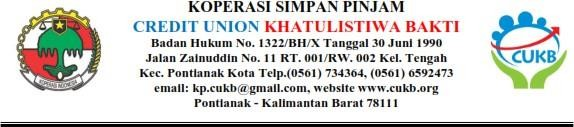 KOPERASI SIMPAN PINJAM
CREDIT UNION KHATULISTIWA BAKTI
Badan Hukum No. 1322/BH/X Tanggal 30 Juni 1990
Jalan Zainuddin No. 11 RT. 001/RW. 002 Kel. Tengah
Kec. Pontianak Kota Telp.(0561) 734364, (0561) 6592473
email: kp.cukb@gmail.com, website www.cukb.org
Pontianak - Kalimantan Barat 78111
KOPERASI INDONESIA
CUKB